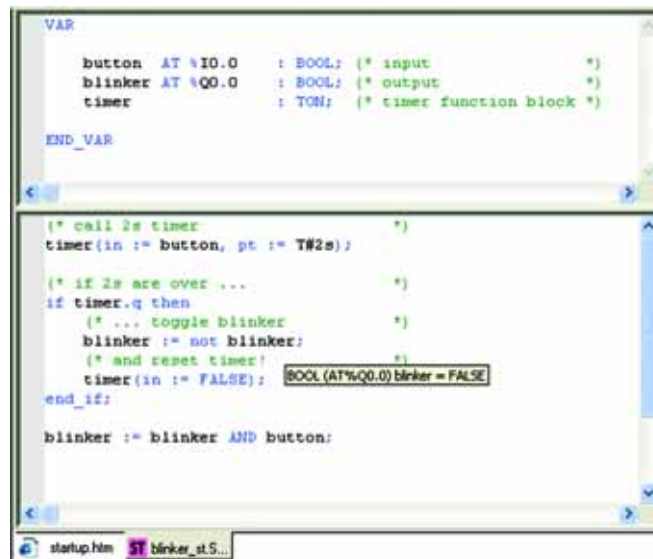 VAR
button AT %I0.0 : BOOL; (* input *)
blinker AT %Q0.0 : BOOL; (* output *)
timer : TON; (* timer function block *)
END_VAR
(* call 2s timer *)
timer(in := button, pt := T#2s);
(* if 2s are over ... *)
if timer.q then
(* ... toggle blinker *)
blinker := not blinker;
(* and reset timer! *)
timer(in := FALSE); BOOL (AT%Q0.0) blinker = FALSE
end_if;
blinker := blinker AND button;
startup.htm ST blinker_st.S...